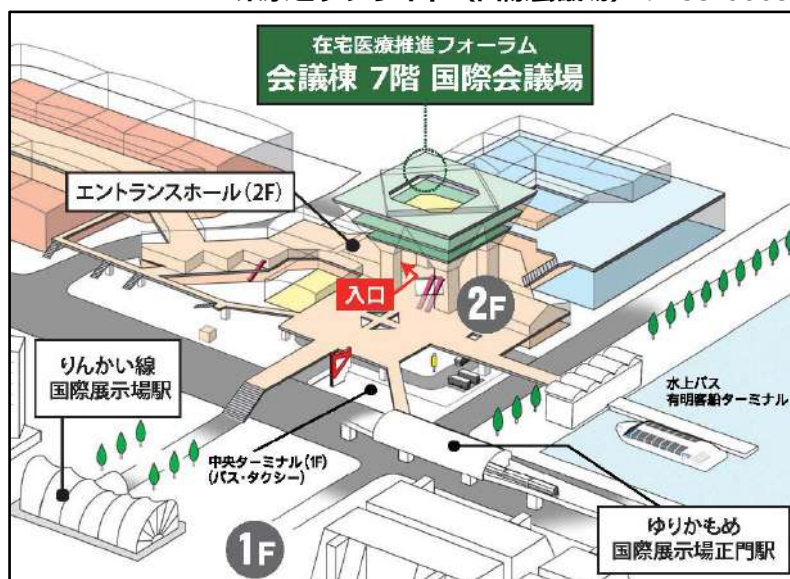 在宅医療推進フォーラム
会議棟 7階 国際会議場
エントランスホール(2F)
入口
2F
りんかい線
国際展示場駅
水上バス
有明客船ターミナル
中央ターミナル(1F)
(バス・タクシー)
1F
ゆりかもめ
国際展示場正門駅